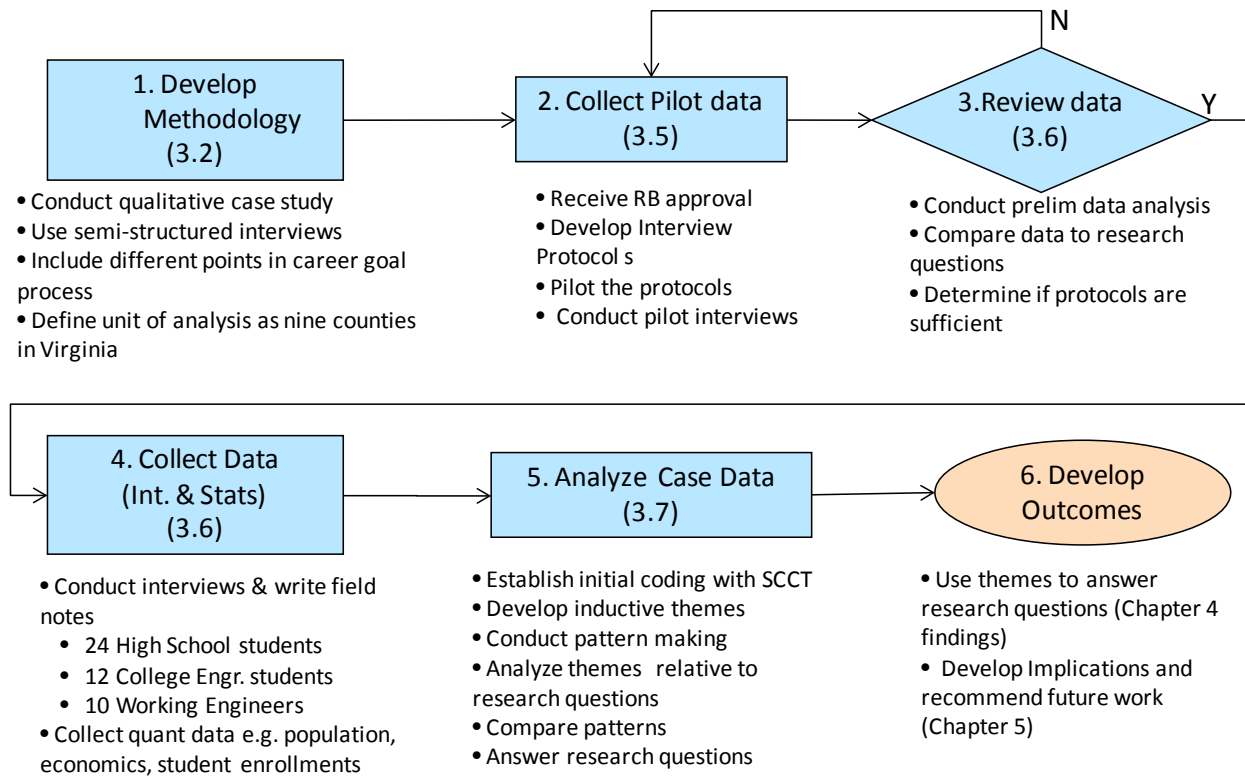 N
1. Develop
Methodology
(3.2)
2. Collect Pilot data
(3.5)
3.Review data
(3.6)
Y
• Conduct qualitative case study
• Use semi-structured interviews
• Include different points in career goal
process
• Define unit of analysis as nine counties
in Virginia
• Receive RB approval
• Develop Interview
Protocol s
• Pilot the protocols
• Conduct pilot interviews
• Conduct prelim data analysis
• Compare data to research
questions
• Determine if protocols are
sufficient
4. Collect Data
(Int. & Stats)
(3.6)
5. Analyze Case Data
(3.7)
6. Develop
Outcomes
• Conduct interviews & write field
notes
• 24 High School students
• 12 College Engr. students
• 10 Working Engineers
• Collect quant data e.g. population,
economics, student enrollments
• Establish initial coding with SCCT
• Develop inductive themes
• Conduct pattern making
• Analyze themes relative to
research questions
• Compare patterns
• Answer research questions
• Use themes to answer
research questions (Chapter 4
findings)
• Develop Implications and
recommend future work
(Chapter 5)